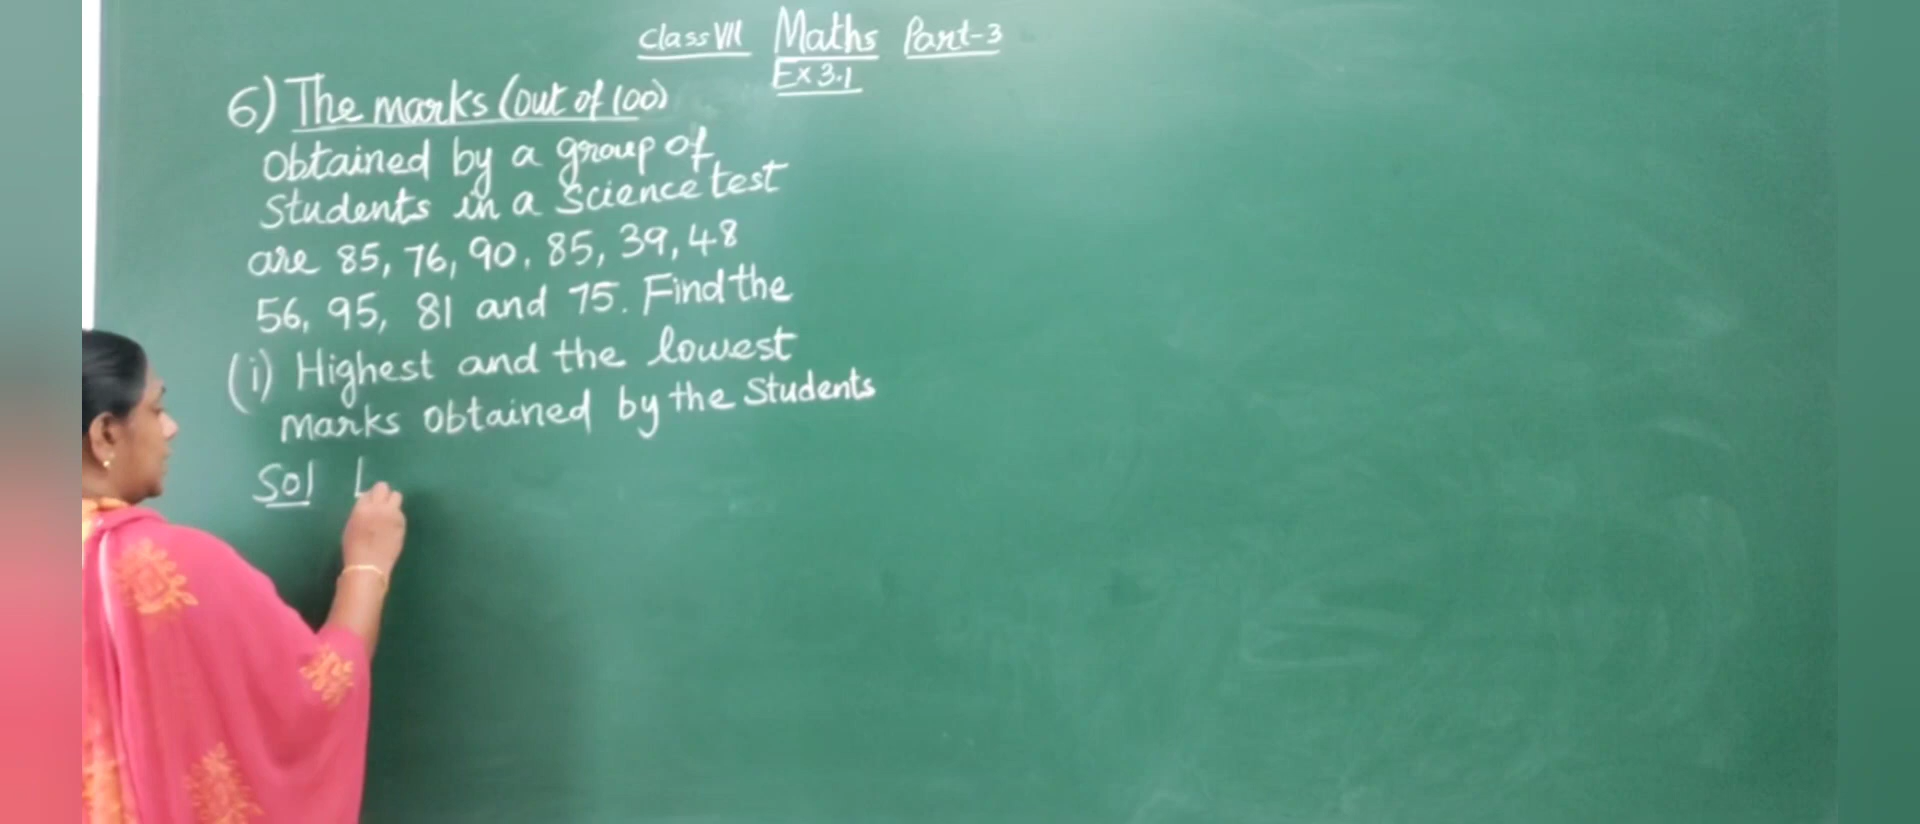 Class VII Maths Part-3
Ex 3.1
6) The marks (out of 100)
obtained by a group of
Students in a Science test
are 85, 76, 90, 85, 39, 48
56, 95, 81 and 75. Find the
(i) Highest and the lowest
marks obtained by the Students
Sol L